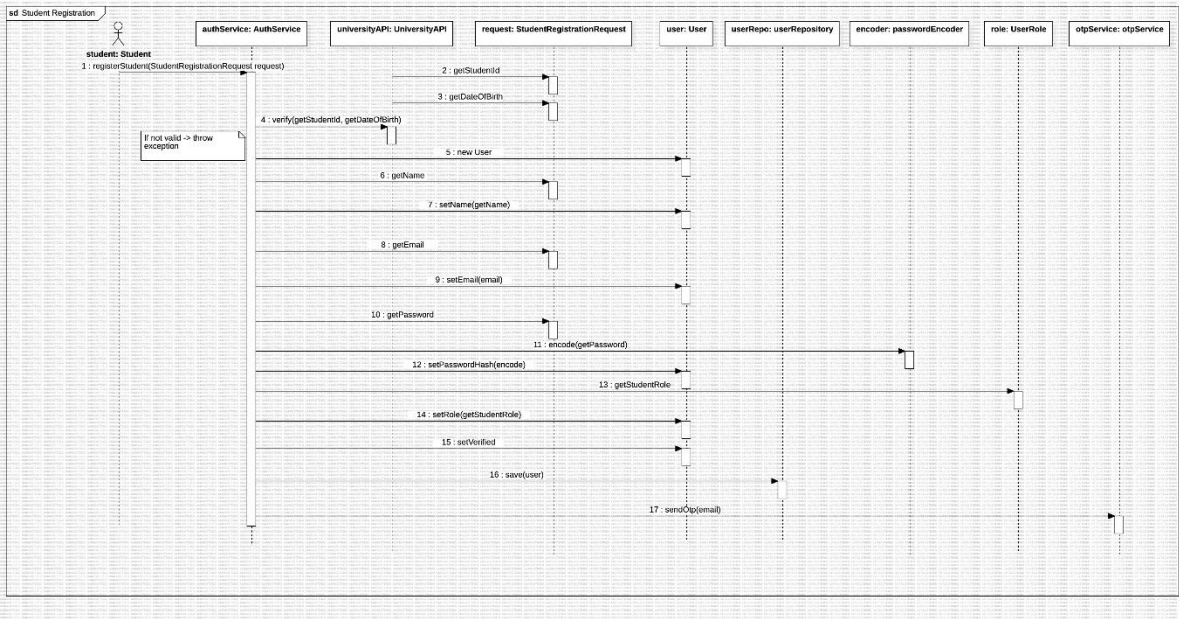 sd Student Registration
authService: AuthService
universityAPI: UniversityAPI
request: StudentRegistrationRequest
user: User
userRepo: userRepository
encoder: passwordEncoder
role: UserRole
otpService: otpService
student: Student
1 : registerStudent(StudentRegistrationRequest request)
2 : getStudentId
3 : getDateOfBirth
4 : verify(getStudentId, getDateOfBirth)
If not valid -> throw
exception
5 : new User
6 : getName
7 : setName(getName)
8 : getEmail
9 : setEmail(email)
10 : getPassword
11 : encode(getPassword)
12 : setPasswordHash(encode)
13 : getStudentRole
14 : setRole(getStudentRole)
15 : setVerified
16 : save(user)
17 : sendOtp(email)